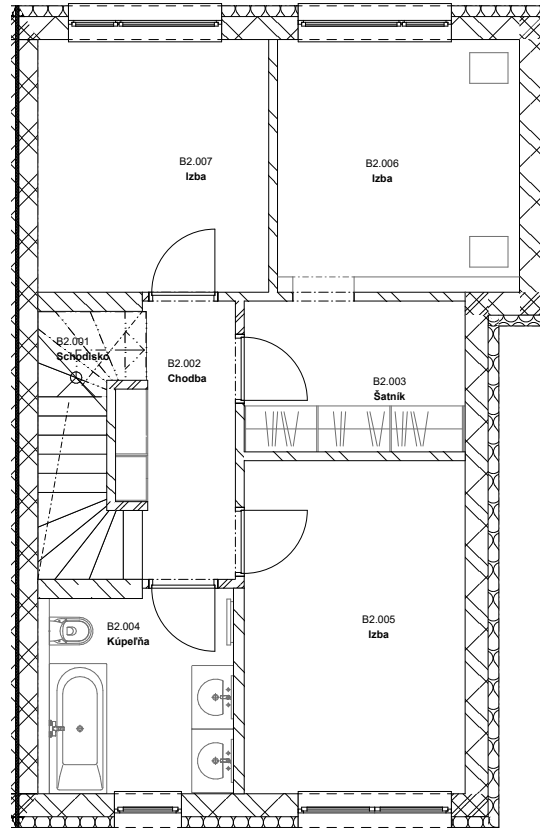 B2.007
Izba
B2.006
Izba
B2.001
Schodisko
B2.002
Chodba
B2.003
Šatník
B2.004
Kúpeľňa
B2.005
Izba